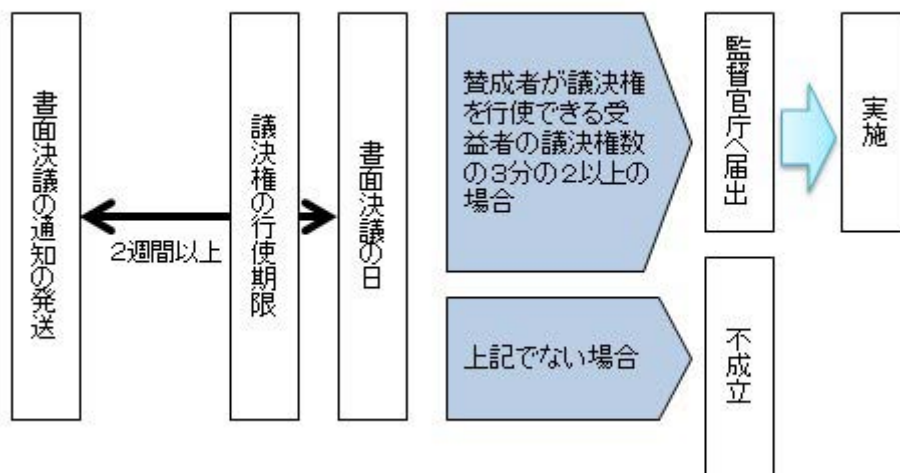 書面決議の通知の発送
2週間以上
議決権の行使期限
書面決議の日
賛成者が議決権
を行使できる受
益者の議決権数
の3分の2以上の
場合
監督官庁へ届出
実施
上記でない場合
不成立